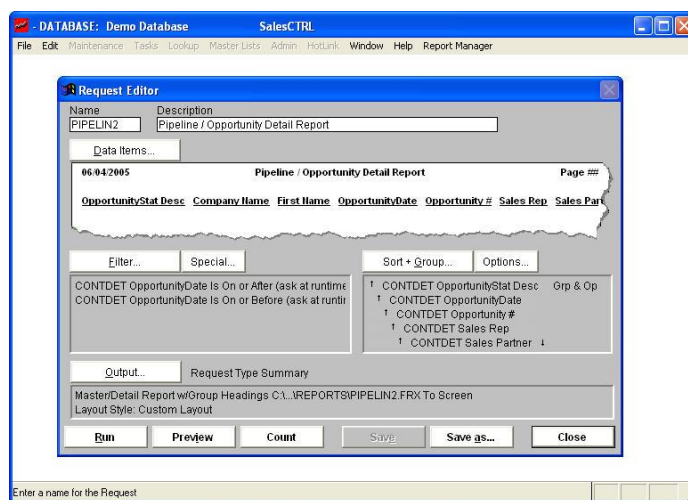 - DATABASE: Demo Database SalesCTRL
File Edit Maintenance Tasks Lookup Master Lists Admin HotLink Window Help Report Manager
Request Editor
Name Description
PIPELIN2 Pipeline / Opportunity Detail Report
Data Items...
06/04/2005 Pipeline / Opportunity Detail Report Page ##
OpportunityStat Desc Company Name First Name OpportunityDate Opportunity # Sales Rep Sales Par
Filter... Special... Sort + Group... Options...
CONTDET OpportunityDate Is On or After (ask at runtime
CONTDET OpportunityDate Is On or Before (ask at runtir
↑ CONTDET OpportunityStat Desc Grp & Op
↑ CONTDET OpportunityDate
↑ CONTDET Opportunity #
↑ CONTDET Sales Rep
↑ CONTDET Sales Partner ↓
Output... Request Type Summary
Master/Detail Report w/Group Headings C:\...\REPORTS\PIPELIN2.FRX To Screen
Layout Style: Custom Layout
Run Preview Count Save Save as... Close
Enter a name for the Request